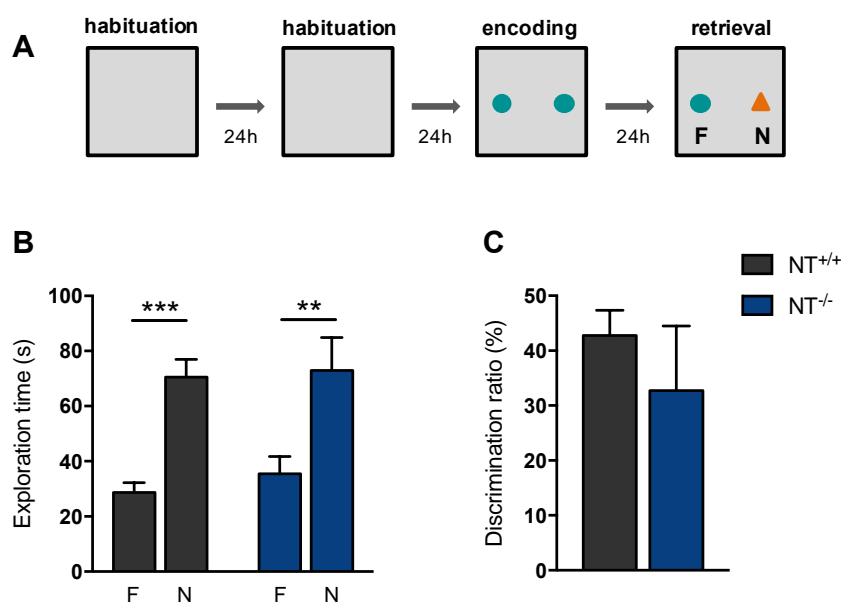 A
habituation
habituation
encoding
retrieval
24h
24h
24h
F
N
B
Exploration time (s)
100
80
60
40
20
0
***
**
F
N
F
N
C
Discrimination ratio (%)
50
40
30
20
10
0
NT+/+
NT-/-